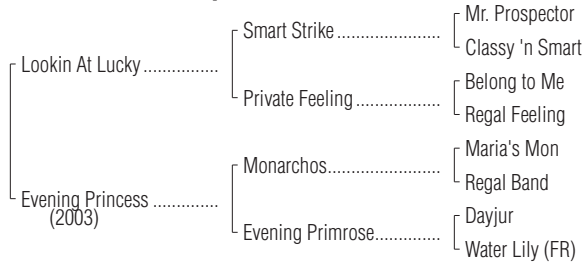 Mr. Prospector
Smart Strike ..................
Classy 'n Smart
Lookin At Lucky ...............
Belong to Me
Private Feeling ...............
Regal Feeling
Maria's Mon
Monarchos .....................
Regal Band
Evening Princess ..............
(2003)
Dayjur
Evening Primrose ..............
Water Lily (FR)